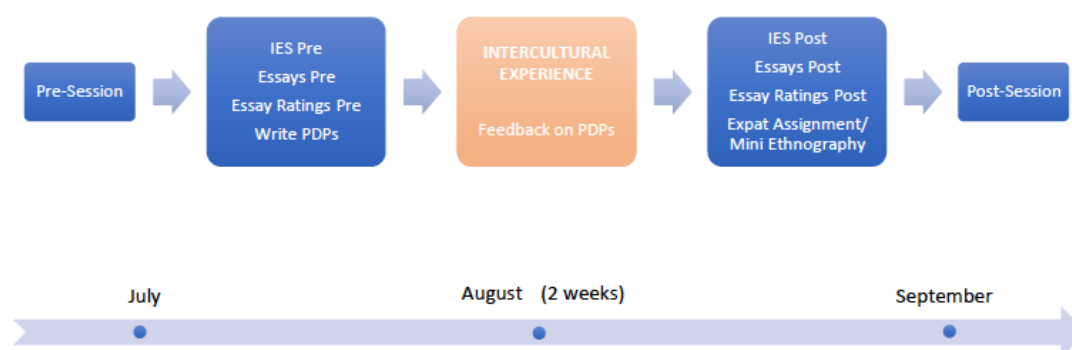 Pre-Session
IES Pre
Essays Pre
Essay Ratings Pre
Write PDPs
INTERCULTURAL
EXPERIENCE
Feedback on PDPs
IES Post
Essays Post
Essay Ratings Post
Expat Assignment/
Mini Ethnography
Post-Session
July
August (2 weeks)
September